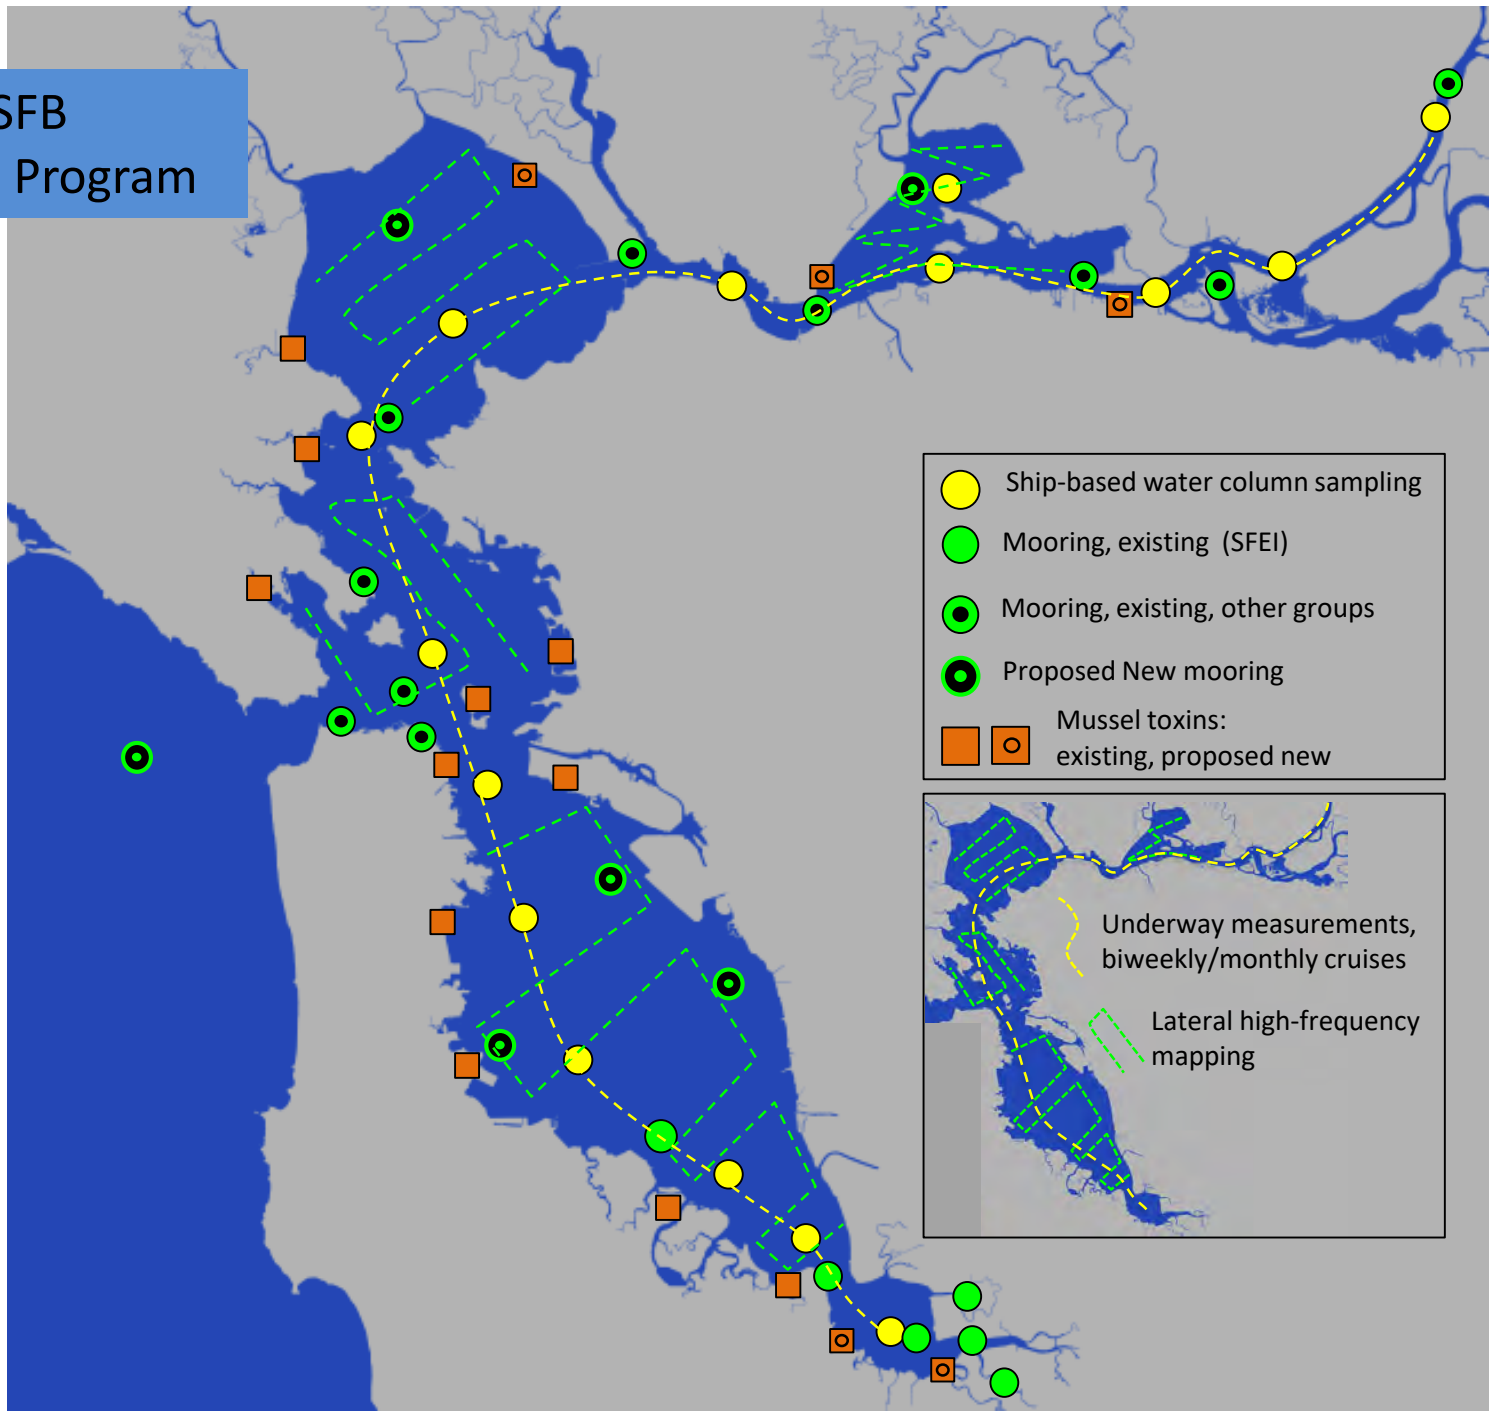 SFB
Program
Ship-based water column sampling
Mooring, existing (SFEI)
Mooring, existing, other groups
Proposed New mooring
Mussel toxins:
existing, proposed new
Underway measurements,
biweekly/monthly cruises
Lateral high-frequency
mapping